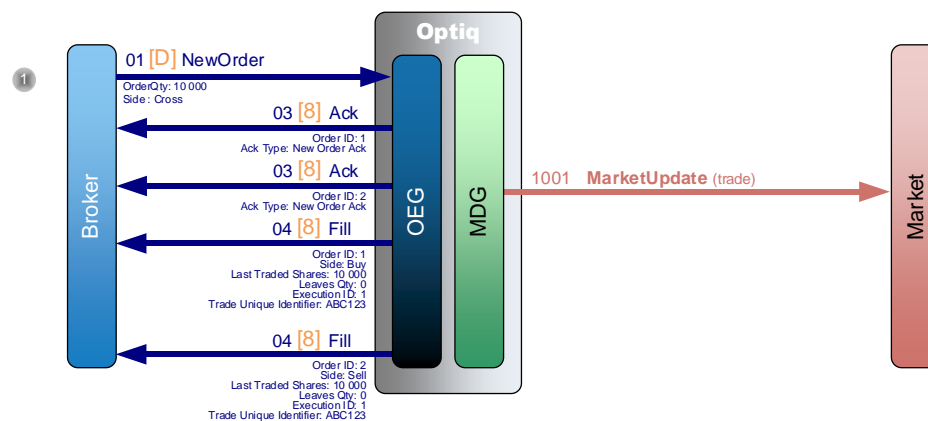 Optiq
1
01 [D] NewOrder
OrderQty: 10 000
Side : Cross
03 [8] Ack
Order ID: 1
Ack Type: New Order Ack
03 [8] Ack
Order ID: 2
Ack Type: New Order Ack
04 [8] Fill
Order ID: 1
Side: Buy
Last Traded Shares: 10 000
Leaves Qty: 0
Execution ID: 1
Trade Unique Identifier: ABC123
04 [8] Fill
Order ID: 2
Side: Sell
Last Traded Shares: 10 000
Leaves Qty: 0
Execution ID: 1
Trade Unique Identifier: ABC123
Broker
OEG
MDG
1001 MarketUpdate (trade)
Market